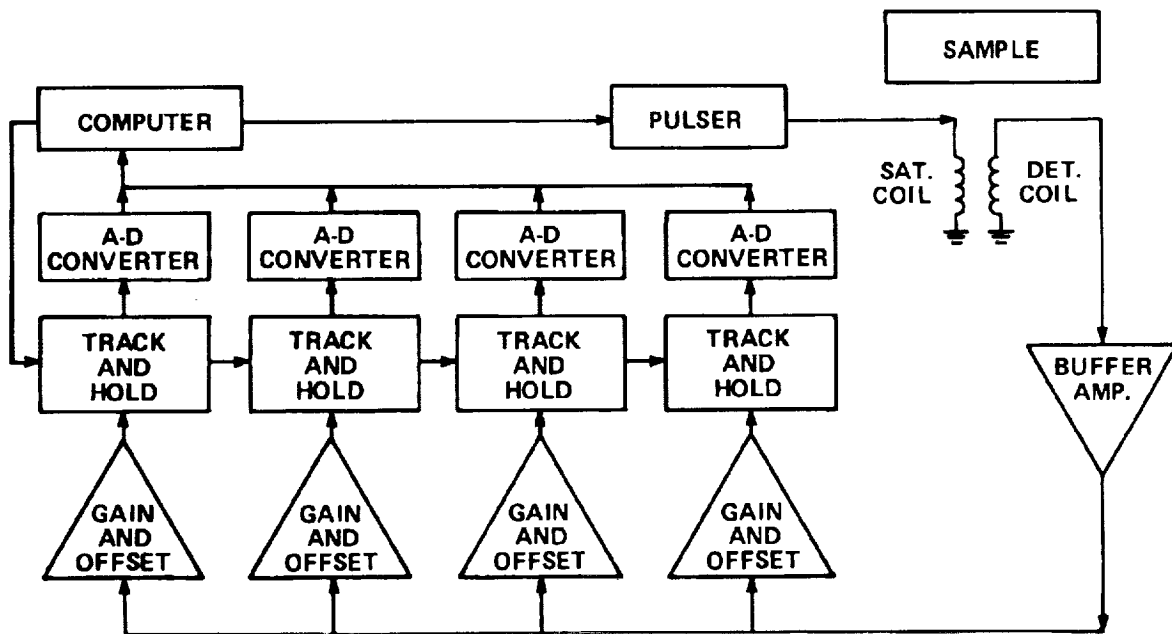 SAMPLE
COMPUTER
PULSER
SAT.
COIL
DET.
COIL
A-D
CONVERTER
A-D
CONVERTER
A-D
CONVERTER
A-D
CONVERTER
TRACK
AND
HOLD
TRACK
AND
HOLD
TRACK
AND
HOLD
TRACK
AND
HOLD
BUFFER
AMP.
GAIN
AND
OFFSET
GAIN
AND
OFFSET
GAIN
AND
OFFSET
GAIN
AND
OFFSET